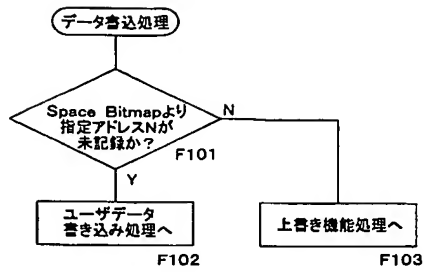 データ書込処理
Space Bitmapより
指定アドレスNが
未記録か?
N
F101
Y
ユーザデータ
書き込み処理へ
上書き機能処理へ
F102
F103